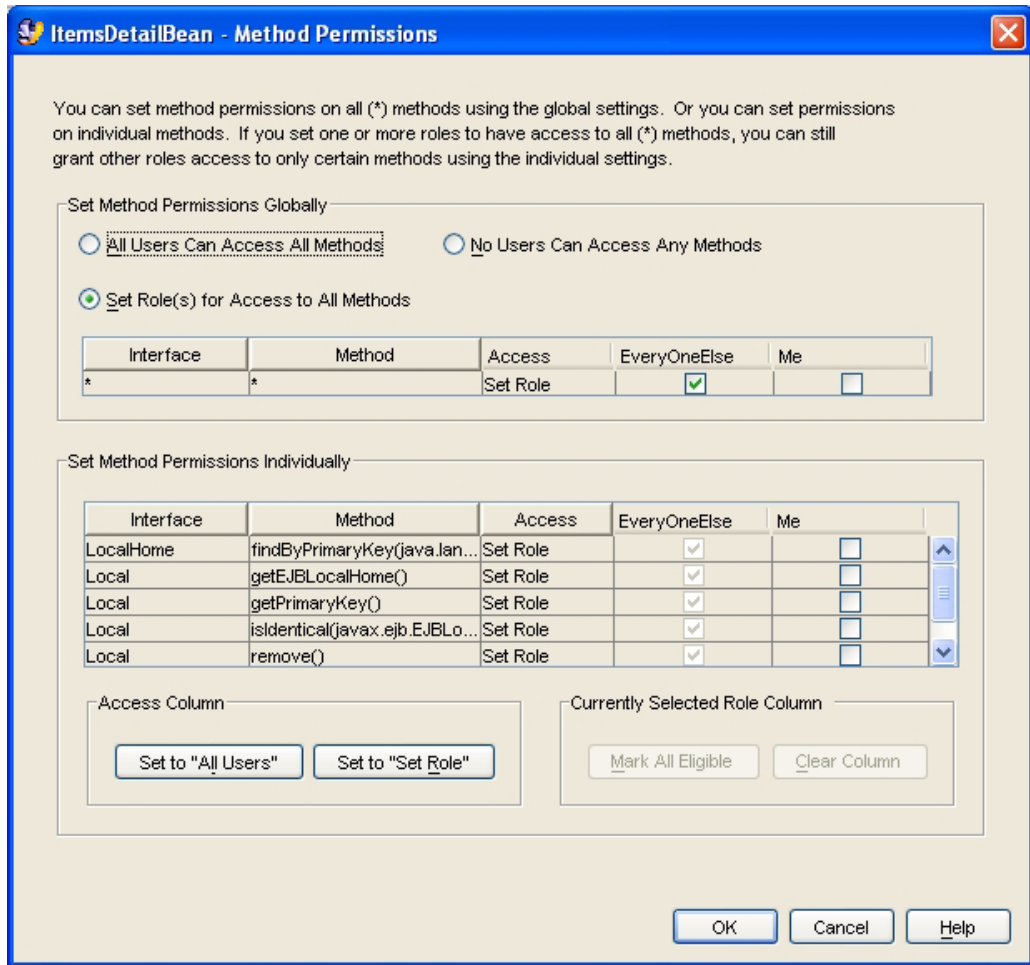 ItemsDetailBean - Method Permissions
You can set method permissions on all (*) methods using the global settings. Or you can set permissions
on individual methods. If you set one or more roles to have access to all (*) methods, you can still
grant other roles access to only certain methods using the individual settings.
Set Method Permissions Globally
All Users Can Access All Methods No Users Can Access Any Methods
Set Role(s) for Access to All Methods
Interface Method Access EveryOneElse Me
* * Set Role
Set Method Permissions Individually
Interface Method Access EveryOneElse Me
LocalHome findByPrimaryKey(java.lan... Set Role
Local getEJBLocalHome() Set Role
Local getPrimaryKey() Set Role
Local isIdentical(javax.ejb.EJBLo... Set Role
Local remove() Set Role
Access Column Currently Selected Role Column
Set to "All Users" Set to "Set Role" Mark All Eligible Clear Column
OK Cancel Help